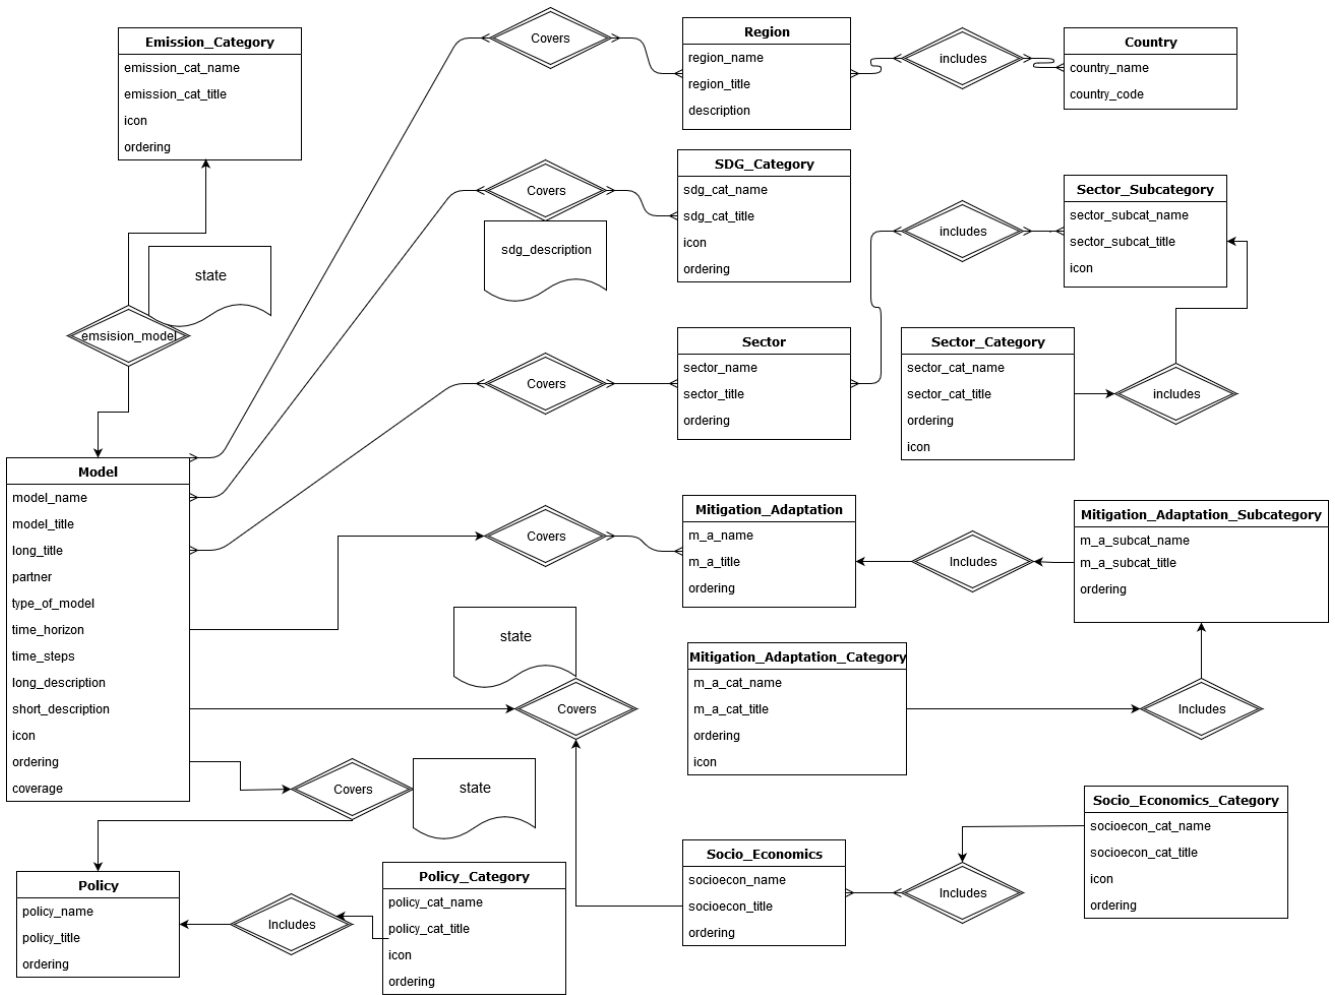 Emission_Category
emission_cat_name
emission_cat_title
icon
ordering
Covers
Region
region_name
region_title
description
includes
Country
country_name
country_code
Covers
sdg_description
SDG_Category
sdg_cat_name
sdg_cat_title
icon
ordering
includes
Sector_Subcategory
sector_subcat_name
sector_subcat_title
icon
state
emsision_model
Covers
Sector
sector_name
sector_title
ordering
Sector_Category
sector_cat_name
sector_cat_title
ordering
icon
includes
Model
model_name
model_title
long_title
partner
type_of_model
time_horizon
time_steps
long_description
short_description
icon
ordering
coverage
Covers
Mitigation_Adaptation
m_a_name
m_a_title
ordering
Includes
Mitigation_Adaptation_Subcategory
m_a_subcat_name
m_a_subcat_title
ordering
state
Covers
Mitigation_Adaptation_Category
m_a_cat_name
m_a_cat_title
ordering
icon
Includes
Covers
state
Policy
policy_name
policy_title
ordering
Includes
Policy_Category
policy_cat_name
policy_cat_title
icon
ordering
Socio_Economics
socioecon_name
socioecon_title
ordering
Includes
Socio_Economics_Category
socioecon_cat_name
socioecon_cat_title
icon
ordering